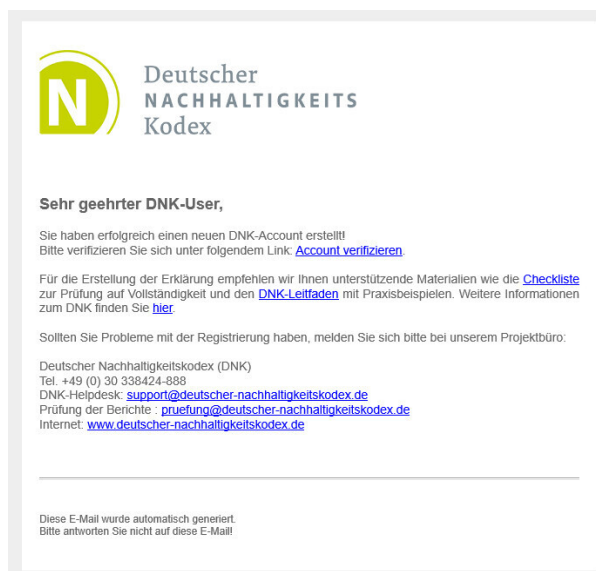 N
Deutscher
NACHHALTIGKEITS
Kodex
Sehr geehrter DNK-User,
Sie haben erfolgreich einen neuen DNK-Account erstellt!
Bitte verifizieren Sie sich unter folgendem Link: Account verifizieren.
Für die Erstellung der Erklärung empfehlen wir Ihnen unterstützende Materialien wie die Checkliste
zur Prüfung auf Vollständigkeit und den DNK-Leitfaden mit Praxisbeispielen. Weitere Informationen
zum DNK finden Sie hier.
Sollten Sie Probleme mit der Registrierung haben, melden Sie sich bitte bei unserem Projektbüro:
Deutscher Nachhaltigkeitskodex (DNK)
Tel. +49 (0) 30 338424-888
DNK-Helpdesk: support@deutscher-nachhaltigkeitskodex.de
Prüfung der Berichte : pruefung@deutscher-nachhaltigkeitskodex.de
Internet: www.deutscher-nachhaltigkeitskodex.de
Diese E-Mail wurde automatisch generiert.
Bitte antworten Sie nicht auf diese E-Mail!